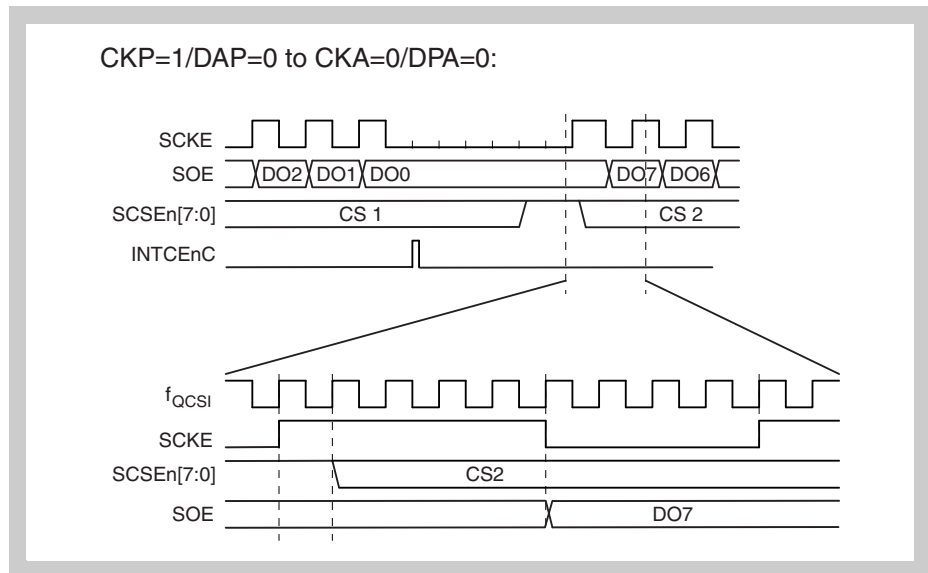 CKP=1/DAP=0 to CKA=0/DPA=0:
SCKE
SOE DO2 DO1 DO0 DO7 DO6
SCSEn[7:0] CS 1 CS 2
INTCEnC
fQCSI
SCKE
SCSEn[7:0] CS2
SOE DO7